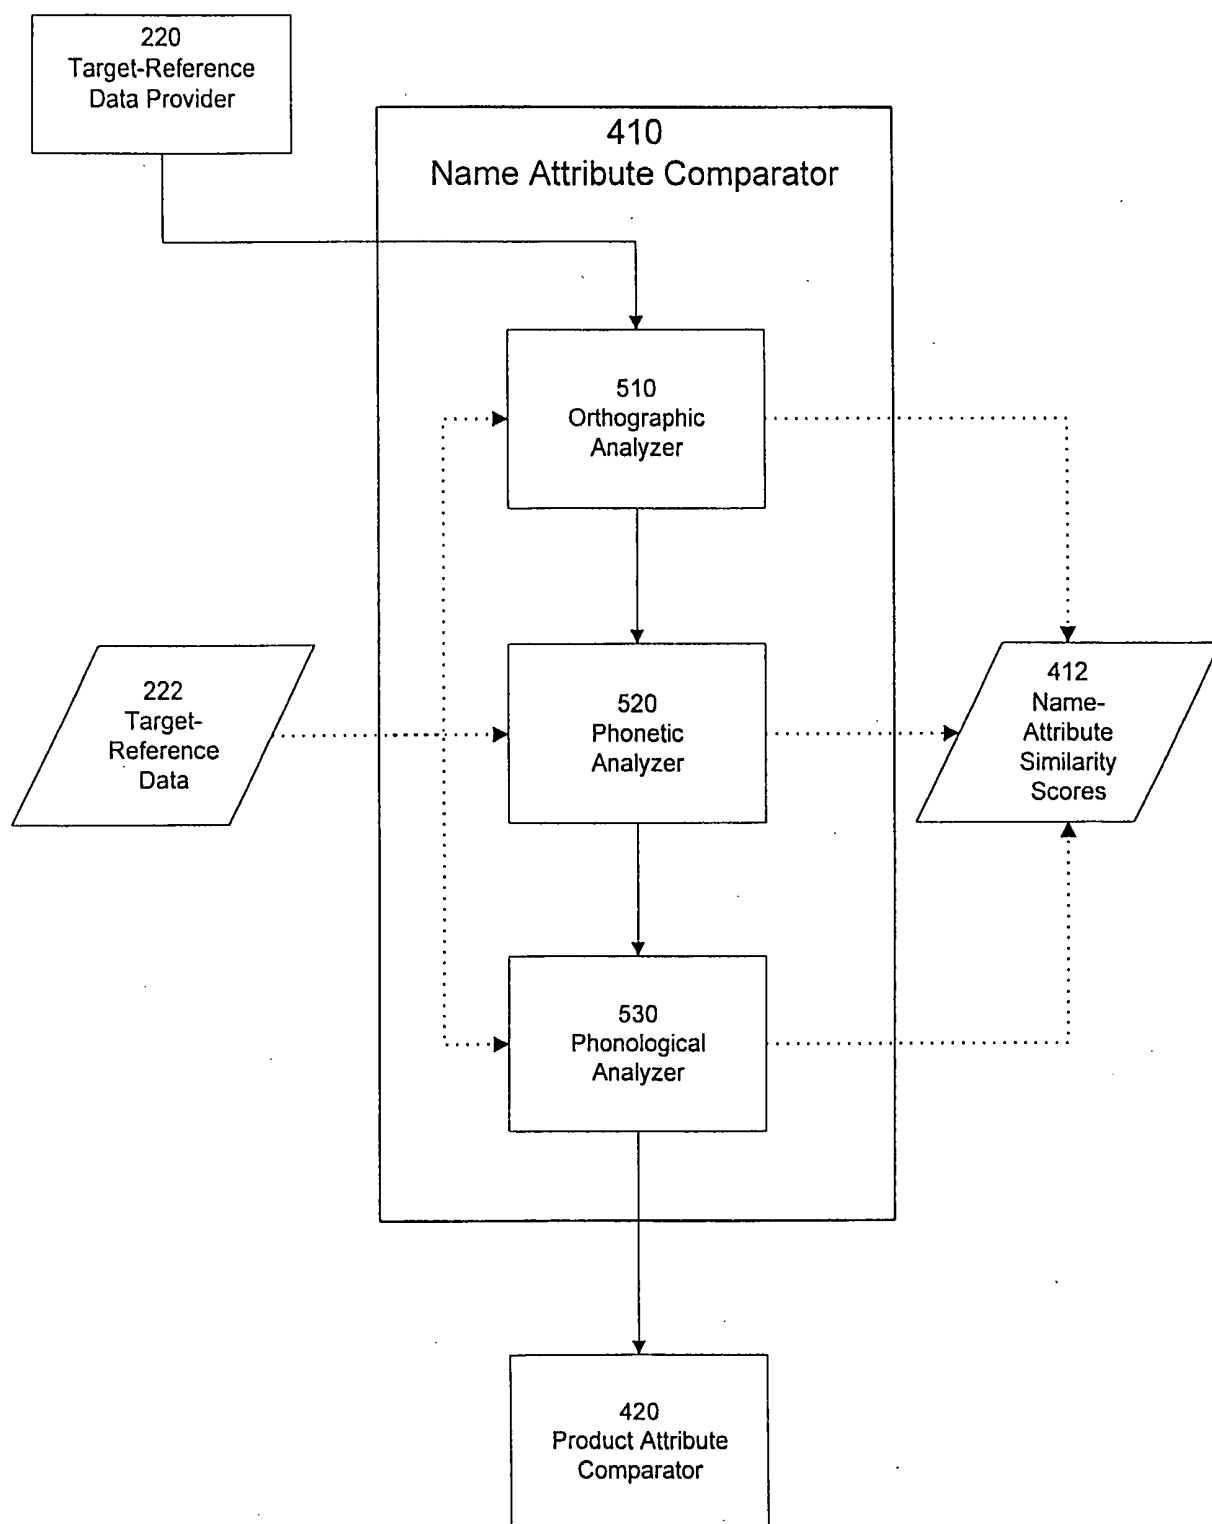 220
Target-Reference
Data Provider
410
Name Attribute Comparator
510
Orthographic
Analyzer
222
Target-
Reference
Data
520
Phonetic
Analyzer
412
Name-
Attribute
Similarity
Scores
530
Phonological
Analyzer
420
Product Attribute
Comparator